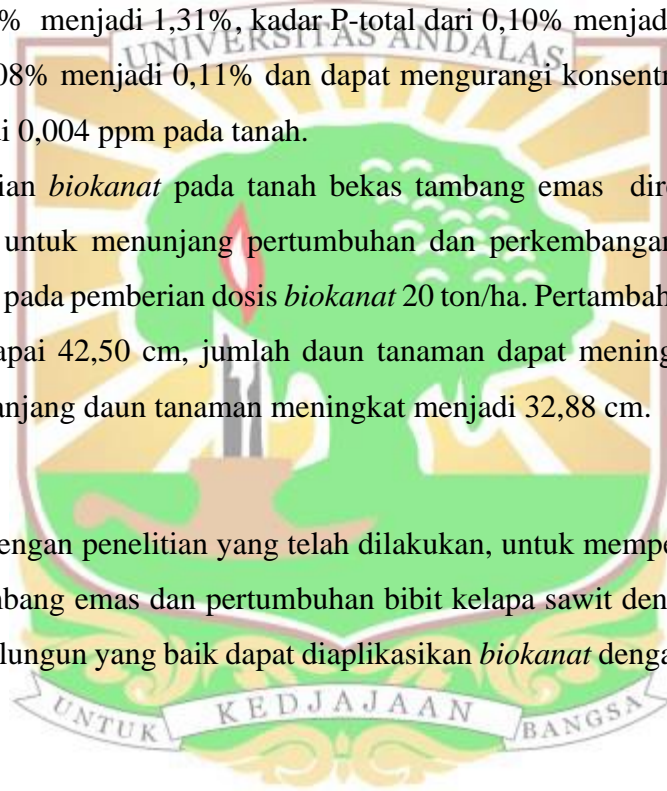 % menjadi 1,31%, kadar P-total dari 0,10% menjad
UNIVERSITAS ANDALAS
08% menjadi 0,11% dan dapat mengurangi konsentr
di 0,004 ppm pada tanah.
ian biokanat pada tanah bekas tambang emas dir
untuk menunjang pertumbuhan dan perkembangan
pada pemberian dosis biokanat 20 ton/ha. Pertambah
apai 42,50 cm, jumlah daun tanaman dapat mening
anjang daun tanaman meningkat menjadi 32,88 cm.
dengan penelitian yang telah dilakukan, untuk mempe
mbang emas dan pertumbuhan bibit kelapa sawit den
lungun yang baik dapat diaplikasikan biokanat denga
UNTUK KEDJAJAAN BANGSA